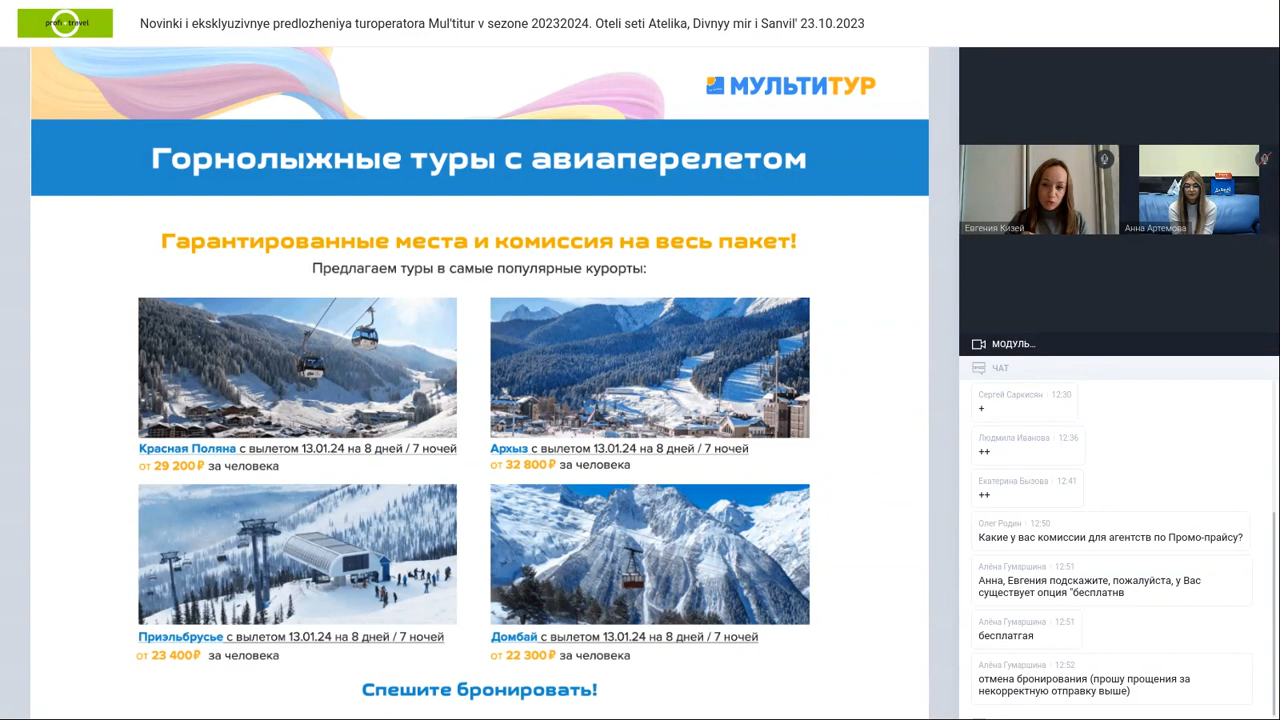 profi travel
Novinki i eksklyuzivnye predlozheniya turoperatora Mul'titur v sezone 20232024. Oteli seti Atelika, Divnyy mir i Sanvil' 23.10.2023
МУЛЬТИТУР
Горнолыжные туры с авиаперелетом
Гарантированные места и комиссия на весь пакет!
Предлагаем туры в самые популярные курорты:
Красная Поляна с вылетом 13.01.24 на 8 дней / 7 ночей
от 29 200 ₽ за человека
Архыз с вылетом 13.01.24 на 8 дней / 7 ночей
от 32 800 ₽ за человека
Приэльбрусье с вылетом 13.01.24 на 8 дней / 7 ночей
от 23 400 ₽ за человека
Домбай с вылетом 13.01.24 на 8 дней / 7 ночей
от 22 300 ₽ за человека
Спешите бронировать!
Евгения Кизей
Анна Артемова
МОДУЛЬ...
ЧАТ
Сергей Саркисян 12:30
+
Людмила Иванова 12:36
++
Екатерина Бызова 12:41
++
Олег Родин 12:50
Какие у вас комиссии для агентств по Промо-прайсу?
Алёна Гумаршина 12:51
Анна, Евгения подскажите, пожалуйста, у Вас
существует опция "бесплатнв
Алёна Гумаршина 12:51
бесплатгая
Алёна Гумаршина 12:52
отмена бронирования (прошу прощения за
некорректную отправку выше)